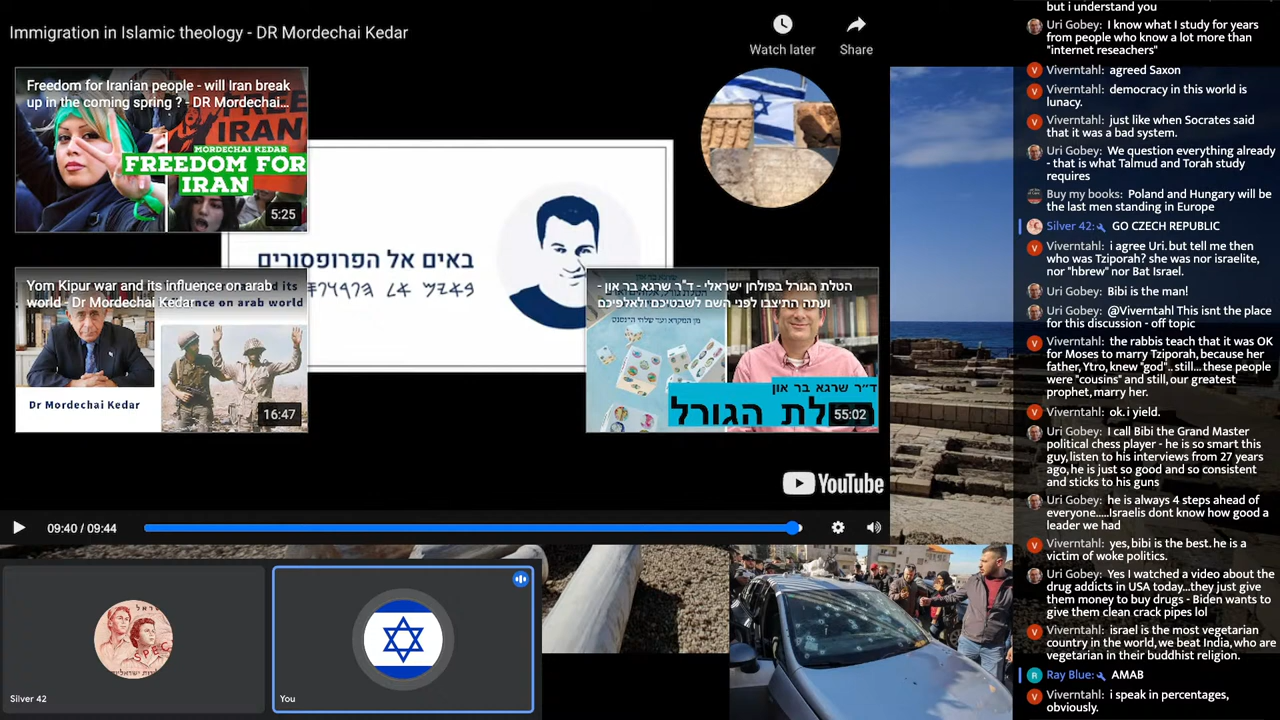 Immigration in Islamic theology - DR Mordechai Kedar
Watch later
Share
Freedom for Iranian people - will Iran break
up in the coming spring ? - DR Mordechai...
FREE
IRAN
MORDECHAI KEDAR
FREEDOM FOR
IRAN
5:25
באים אל הפרופסורים
Yom Kipur war and its influence on arab
world - Dr Mordechai Kedar
Dr Mordechai Kedar
16:47
הטלת הגורל בפולחן ישראלי - ד"ר שרגא בר און -
ועתה התיצבו לפני השם לשבטיכם ולאלפיכם
ד״ר שרגא בר און
הטלת הגורל
55:02
YouTube
09:40 / 09:44
Silver 42
You
but i understand you
Uri Gobey: I know what I study for years
from people who know a lot more than
"internet reseachers"
Viverntahl: agreed Saxon
Viverntahl: democracy in this world is
lunacy.
Viverntahl: just like when Socrates said
that it was a bad system.
Uri Gobey: We question everything already
- that is what Talmud and Torah study
requires
Buy my books: Poland and Hungary will be
the last men standing in Europe
Silver 42: GO CZECH REPUBLIC
Viverntahl: i agree Uri. but tell me then
who was Tziporah? she was nor israelite,
nor "hbrew" nor Bat Israel.
Uri Gobey: Bibi is the man!
Uri Gobey: @Viverntahl This isnt the place
for this discussion - off topic
Viverntahl: the rabbis teach that it was OK
for Moses to marry Tziporah, because her
father, Ytro, knew "god".. still... these people
were "cousins" and still, our greatest
prophet, marry her.
Viverntahl: ok. i yield.
Uri Gobey: I call Bibi the Grand Master
political chess player - he is so smart this
guy, listen to his interviews from 27 years
ago, he is just so good and so consistent
and sticks to his guns
Uri Gobey: he is always 4 steps ahead of
everyone.....Israelis dont know how good a
leader we had
Viverntahl: yes, bibi is the best. he is a
victim of woke politics.
Uri Gobey: Yes I watched a video about the
drug addicts in USA today...they just give
them money to buy drugs - Biden wants to
give them clean crack pipes lol
Viverntahl: israel is the most vegetarian
country in the world, we beat India, who are
vegetarian in their buddhist religion.
Ray Blue: AMAB
Viverntahl: i speak in percentages,
obviously.